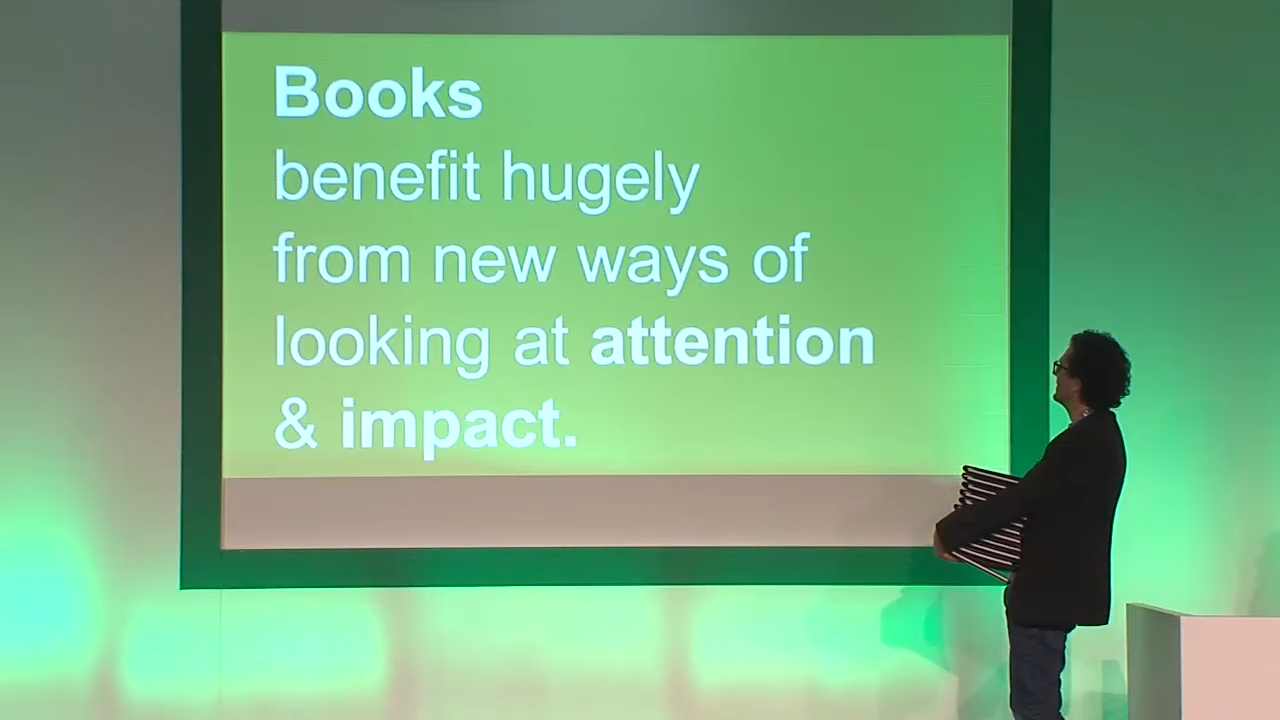 Books
benefit hugely
from new ways of
looking at attention
& impact.